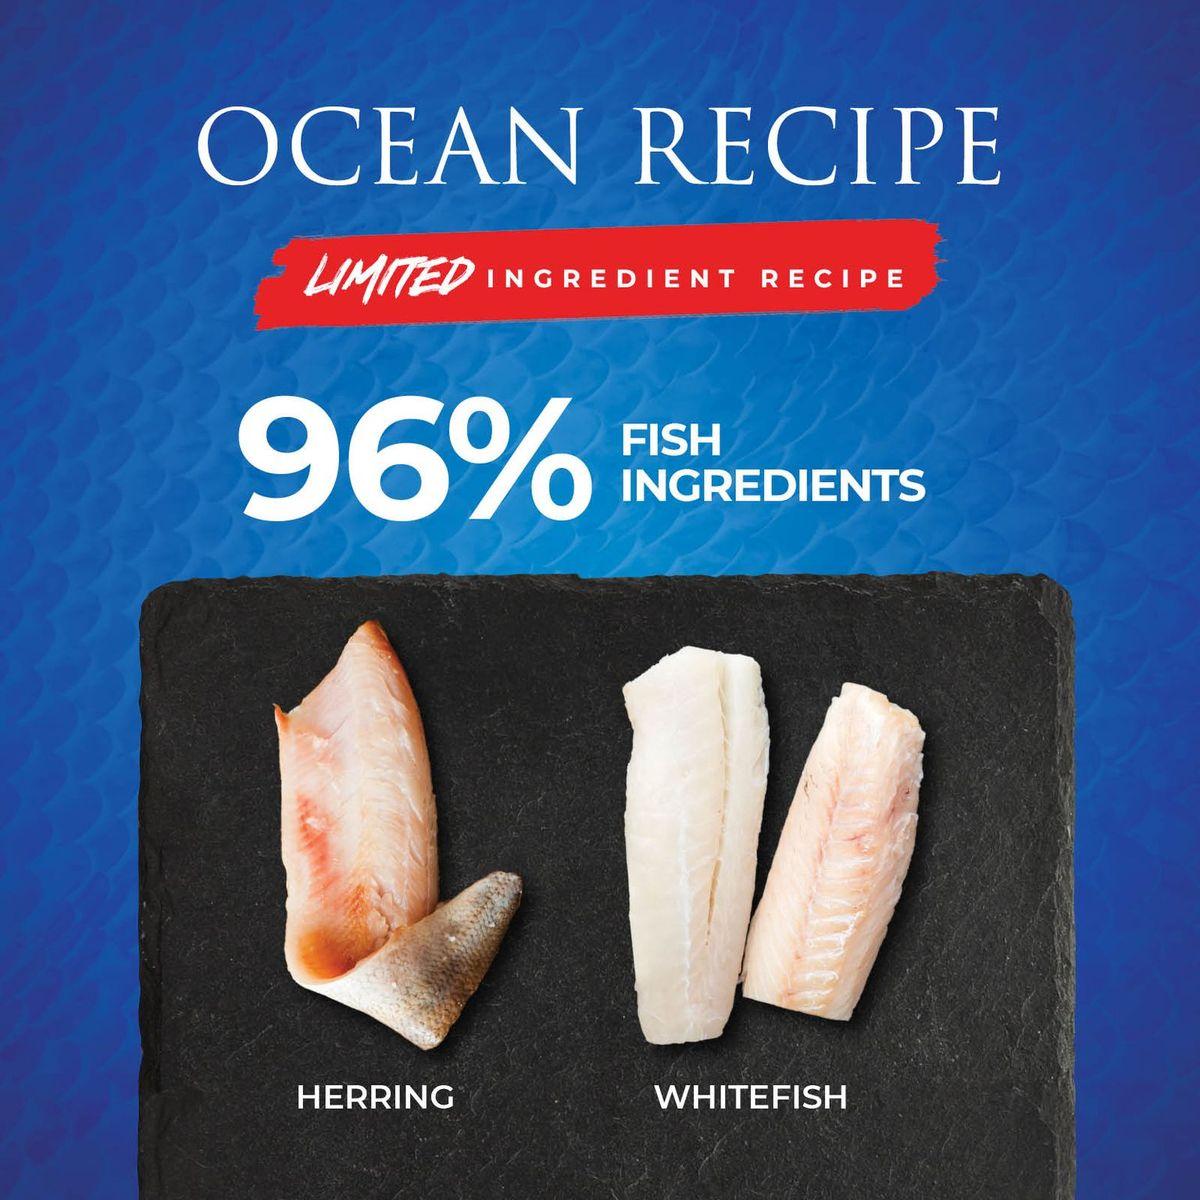 OCEAN RECIPE
LIMITED INGREDIENT RECIPE
96% FISH
INGREDIENTS
HERRING
WHITEFISH